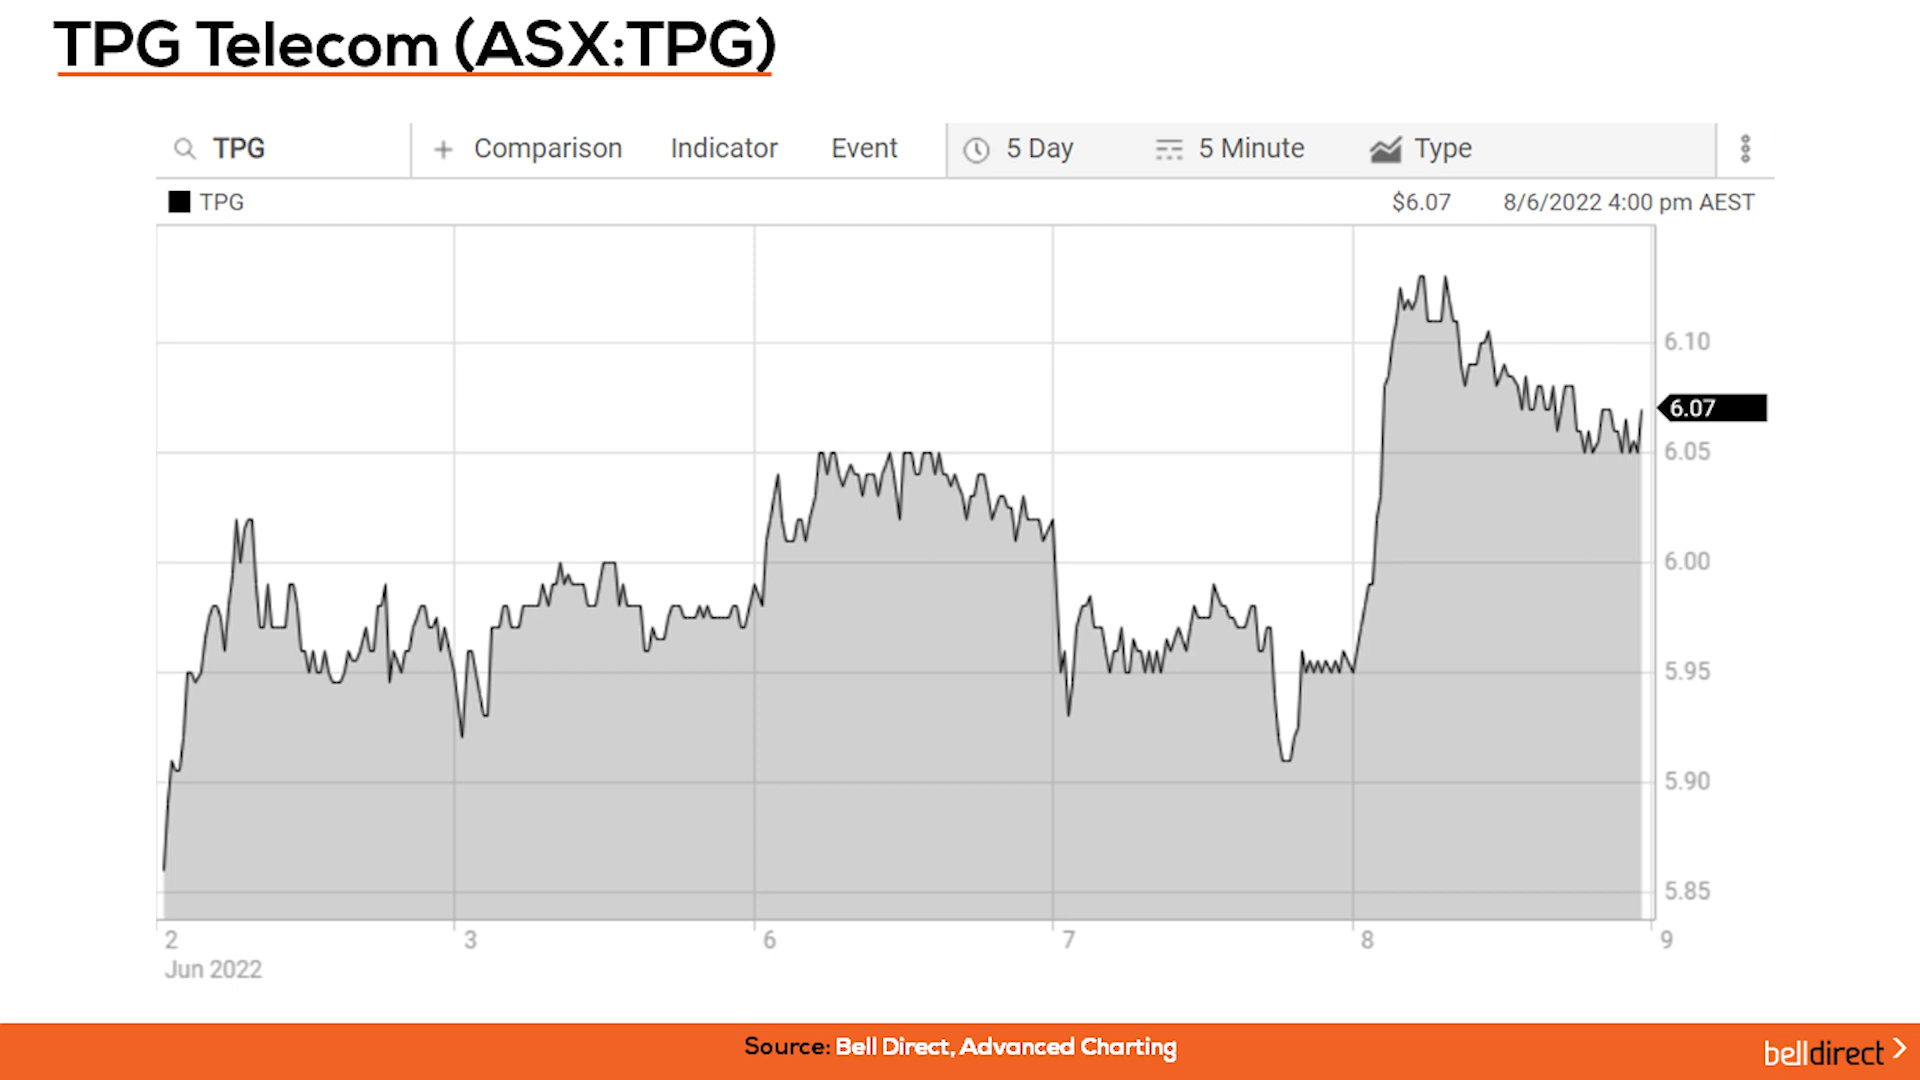 TPG Telecom (ASX:TPG)
TPG
+ Comparison Indicator Event
5 Day
5 Minute
Type
TPG
$6.07 8/6/2022 4:00 pm AEST
6.10
6.07
6.05
6.00
5.95
5.90
5.85
2 3 6 7 8 9
Jun 2022
Source: Bell Direct, Advanced Charting
belldirect